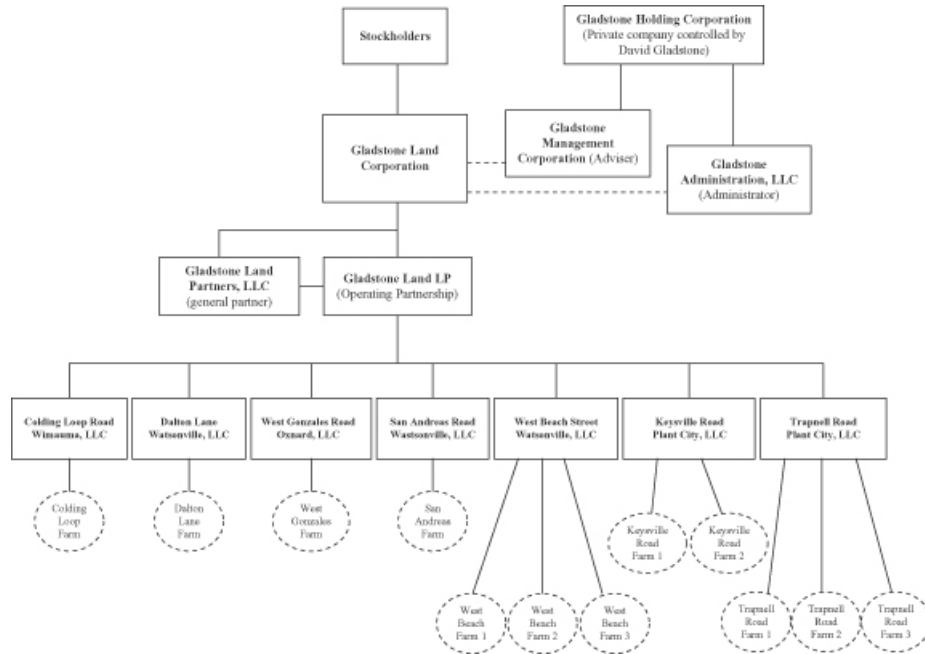 Stockholders
Gladstone Holding Corporation
(Private company controlled by
David Gladstone)
Gladstone Land
Corporation
Gladstone
Management
Corporation (Adviser)
Gladstone
Administration, LLC
(Administrator)
Gladstone Land
Partners, LLC
(general partner)
Gladstone Land LP
(Operating Partnership)
Colding Loop Road
Wimauma, LLC
Dalton Lane
Watsonville, LLC
West Gonzales Road
Oxnard, LLC
San Andreas Road
Wastsonville, LLC
West Beach Street
Watsonville, LLC
Keysville Road
Plant City, LLC
Trapnell Road
Plant City, LLC
Colding
Loop
Farm
Dalton
Lane
Farm
West
Gonzales
Farm
San
Andreas
Farm
Keysville
Road
Farm 1
Keysville
Road
Farm 2
West
Beach
Farm 1
West
Beach
Farm 2
West
Beach
Farm 3
Trapnell
Road
Farm 1
Trapnell
Road
Farm 2
Trapnell
Road
Farm 3